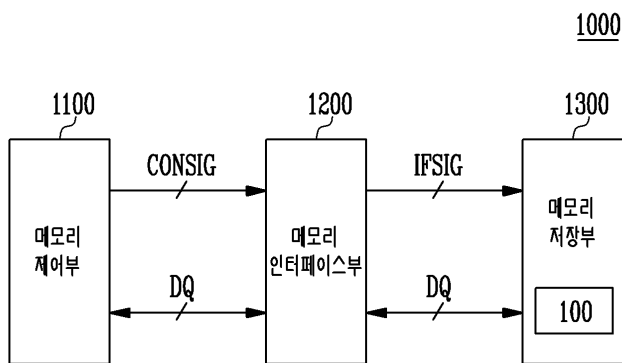 1000
1100
1200
1300
CONSIG
IFSIG
메모리
제어부
메모리
인터페이스부
메모리
저장부
DQ
DQ
100